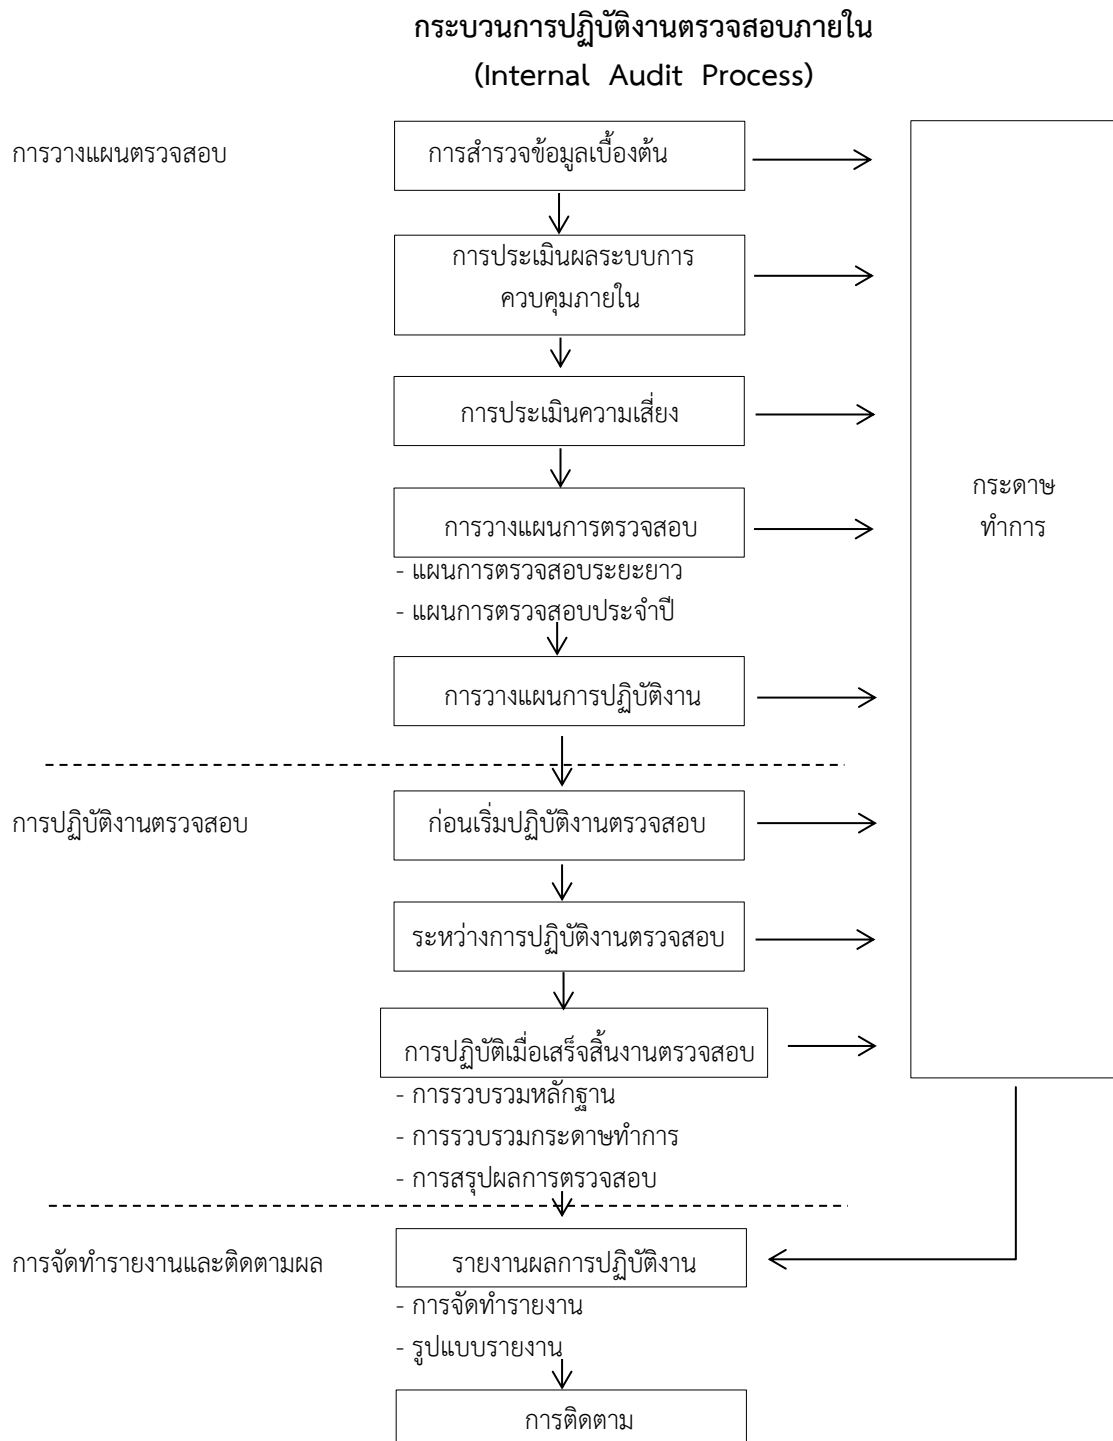 กระบวนการปฏิบัติงานตรวจสอบภายใน
(Internal Audit Process)
การวางแผนตรวจสอบ
การสำรวจข้อมูลเบื้องต้น
การประเมินผลระบบการ
ควบคุมภายใน
การประเมินความเสี่ยง
กระดาษ
ทำการ
การวางแผนการตรวจสอบ
- แผนการตรวจสอบระยะยาว
- แผนการตรวจสอบประจำปี
การวางแผนการปฏิบัติงาน
การปฏิบัติงานตรวจสอบ
ก่อนเริ่มปฏิบัติงานตรวจสอบ
ระหว่างการปฏิบัติงานตรวจสอบ
การปฏิบัติเมื่อเสร็จสิ้นงานตรวจสอบ
- การรวบรวมหลักฐาน
- การรวบรวมกระดาษทำการ
- การสรุปผลการตรวจสอบ
การจัดทำรายงานและติดตามผล
รายงานผลการปฏิบัติงาน
- การจัดทำรายงาน
- รูปแบบรายงาน
การติดตาม